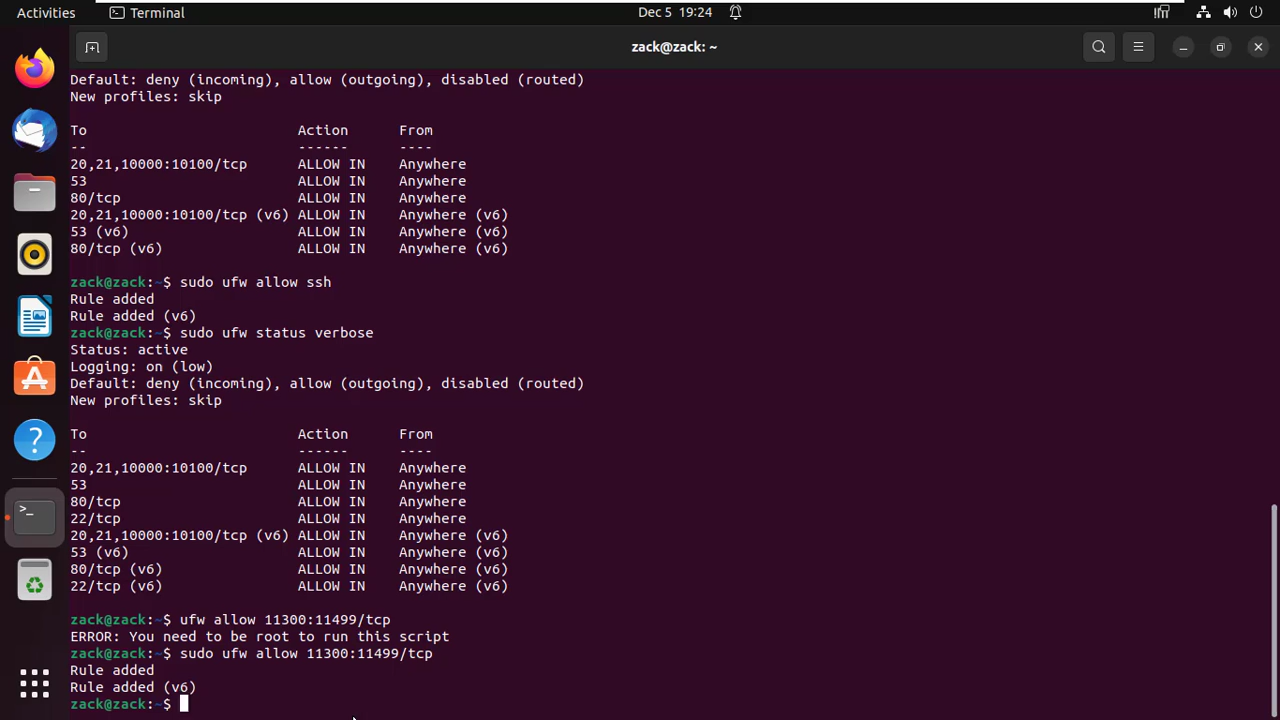 Activities Terminal Dec 5 19:24
zack@zack: ~
Default: deny (incoming), allow (outgoing), disabled (routed)
New profiles: skip
To Action From
-- ------ ----
20,21,10000:10100/tcp ALLOW IN Anywhere
53 ALLOW IN Anywhere
80/tcp ALLOW IN Anywhere
20,21,10000:10100/tcp (v6) ALLOW IN Anywhere (v6)
53 (v6) ALLOW IN Anywhere (v6)
80/tcp (v6) ALLOW IN Anywhere (v6)
zack@zack:~$ sudo ufw allow ssh
Rule added
Rule added (v6)
zack@zack:~$ sudo ufw status verbose
Status: active
Logging: on (low)
Default: deny (incoming), allow (outgoing), disabled (routed)
New profiles: skip
To Action From
-- ------ ----
20,21,10000:10100/tcp ALLOW IN Anywhere
53 ALLOW IN Anywhere
80/tcp ALLOW IN Anywhere
22/tcp ALLOW IN Anywhere
20,21,10000:10100/tcp (v6) ALLOW IN Anywhere (v6)
53 (v6) ALLOW IN Anywhere (v6)
80/tcp (v6) ALLOW IN Anywhere (v6)
22/tcp (v6) ALLOW IN Anywhere (v6)
zack@zack:~$ ufw allow 11300:11499/tcp
ERROR: You need to be root to run this script
zack@zack:~$ sudo ufw allow 11300:11499/tcp
Rule added
Rule added (v6)
zack@zack:~$